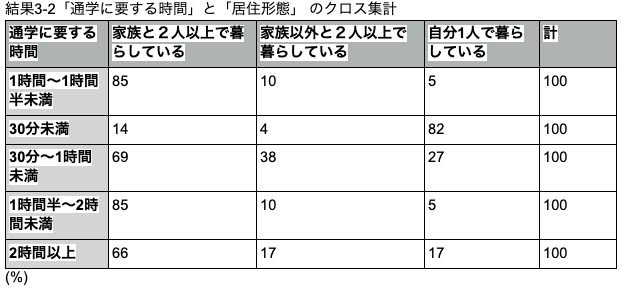 結果3-2「通学に要する時間」と「居住形態」 のクロス集計
通学に要する
時間
家族と２人以上で暮
らしている
家族以外と２人以上で
暮らしている
自分1人で暮ら
している
計
1時間〜1時間
半未満
85
10
5
100
30分未満
14
4
82
100
30分〜1時間
未満
69
38
27
100
1時間半〜2時
間未満
85
10
5
100
2時間以上
66
17
17
100
(%)